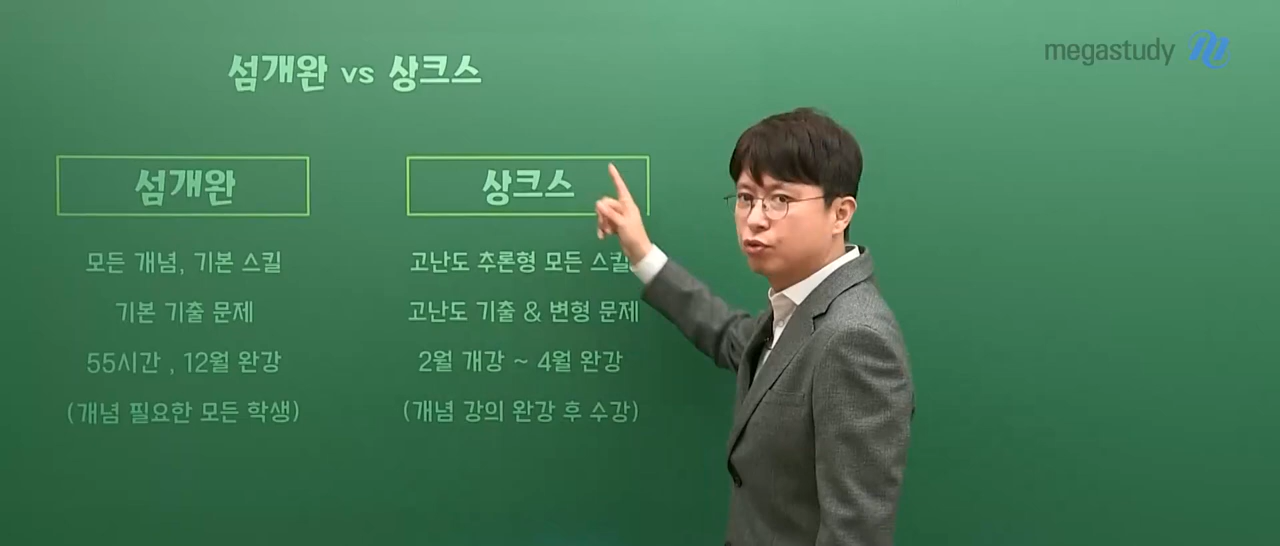 섬개완 vs 상크스
megastudy
섬개완
모든 개념, 기본 스킬
기본 기출 문제
55시간 , 12월 완강
(개념 필요한 모든 학생)
상크스
고난도 추론형 모든 스킬
고난도 기출 & 변형 문제
2월 개강 ~ 4월 완강
(개념 강의 완강 후 수강)